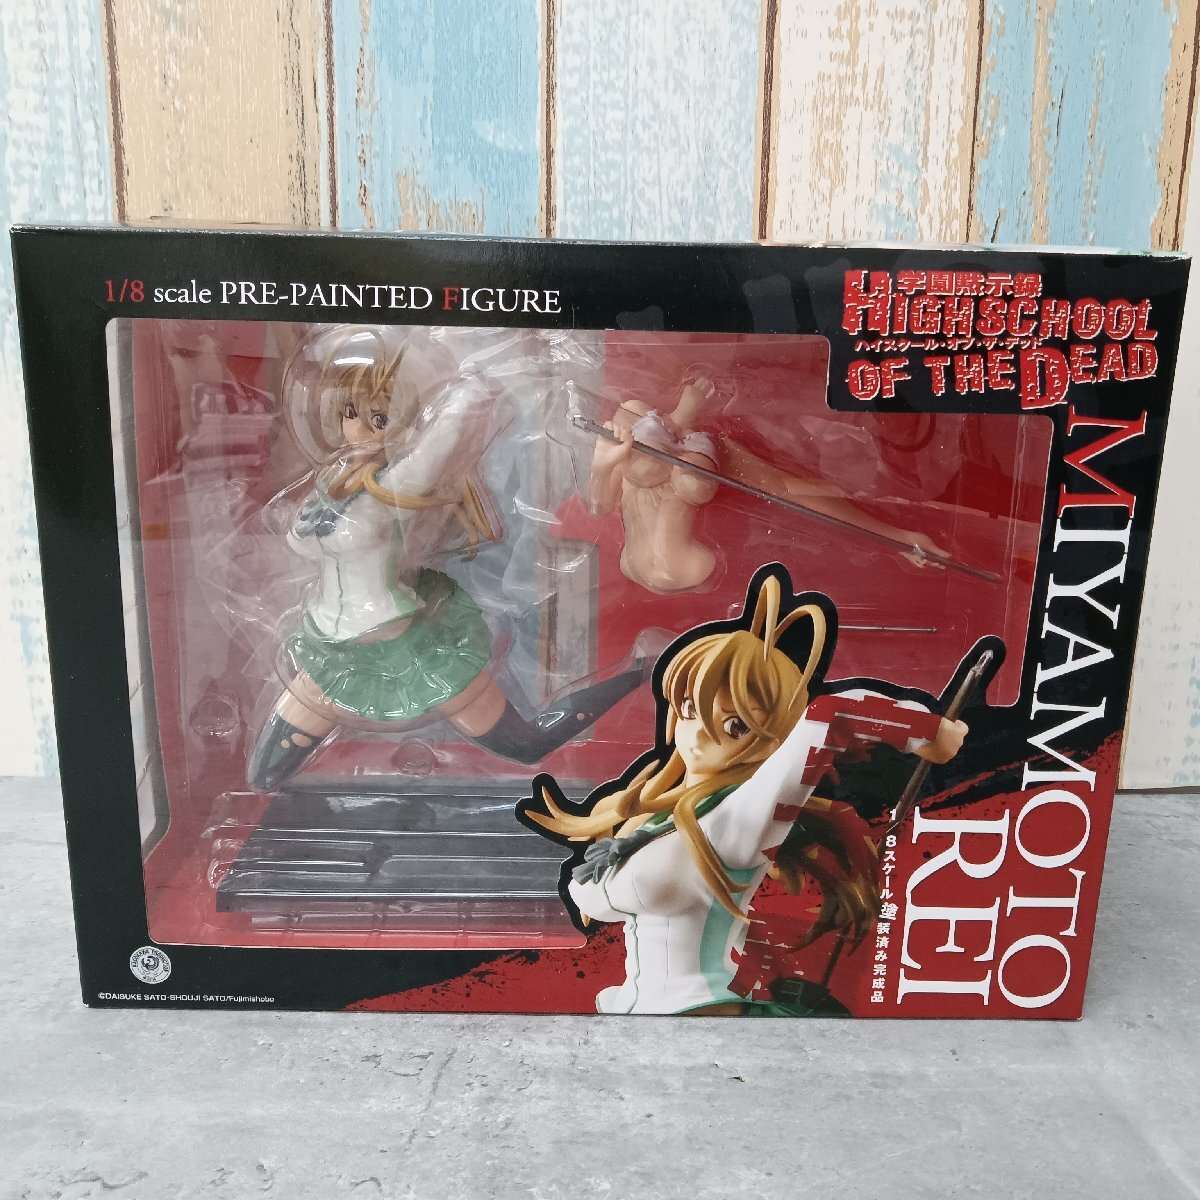 1/8 scale PRE-PAINTED FIGURE
学園黙示録
HIGHSCHOOL
ハイスクール・オブ・ザ・デッド
OF THE DEAD
MIYAMOTO
REI
1/8スケール 塗装済み完成品
©DAISUKE SATO・SHOUJI SATO/Fujimishobo